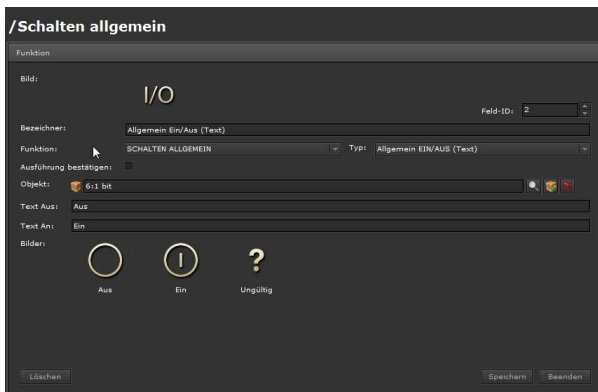 /Schalten allgemein
Funktion
Bild:
I/O
Feld-ID: 2
Bezeichner: Allgemein Ein/Aus (Text)
Funktion: SCHALTEN ALLGEMEIN Typ: Allgemein EIN/AUS (Text)
Ausführung bestätigen:
Objekt: 6:1 bit
Text Aus: Aus
Text An: Ein
Bilder:
I ?
Aus Ein Ungültig
Löschen Speichern Beenden